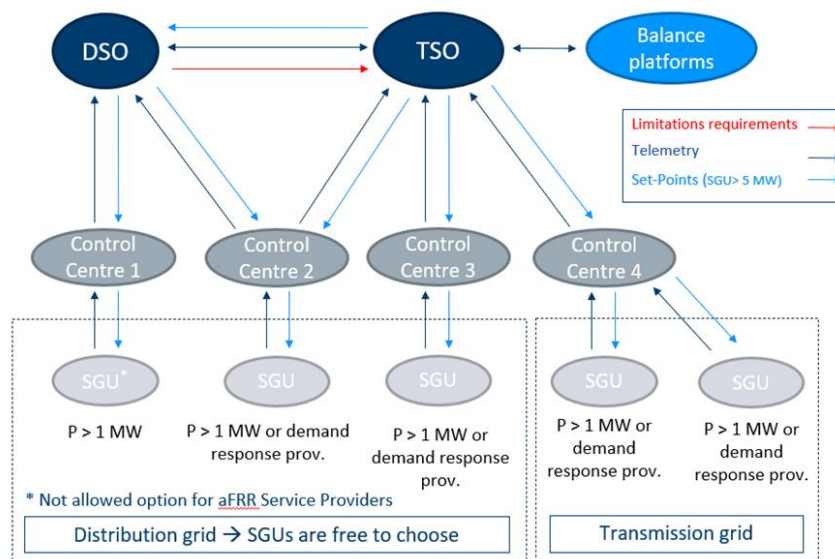 DSO
TSO
Balance
platforms
Limitations requirements
Telemetry
Set-Points (SGU> 5 MW)
Control
Centre 1
Control
Centre 2
Control
Centre 3
Control
Centre 4
SGU*
SGU
SGU
SGU
SGU
P > 1 MW
P > 1 MW or demand
response prov.
P > 1 MW or
demand response
prov.
P > 1 MW or
demand
response prov.
P > 1 MW or
demand
response prov.
* Not allowed option for aFRR Service Providers
Distribution grid → SGUs are free to choose
Transmission grid